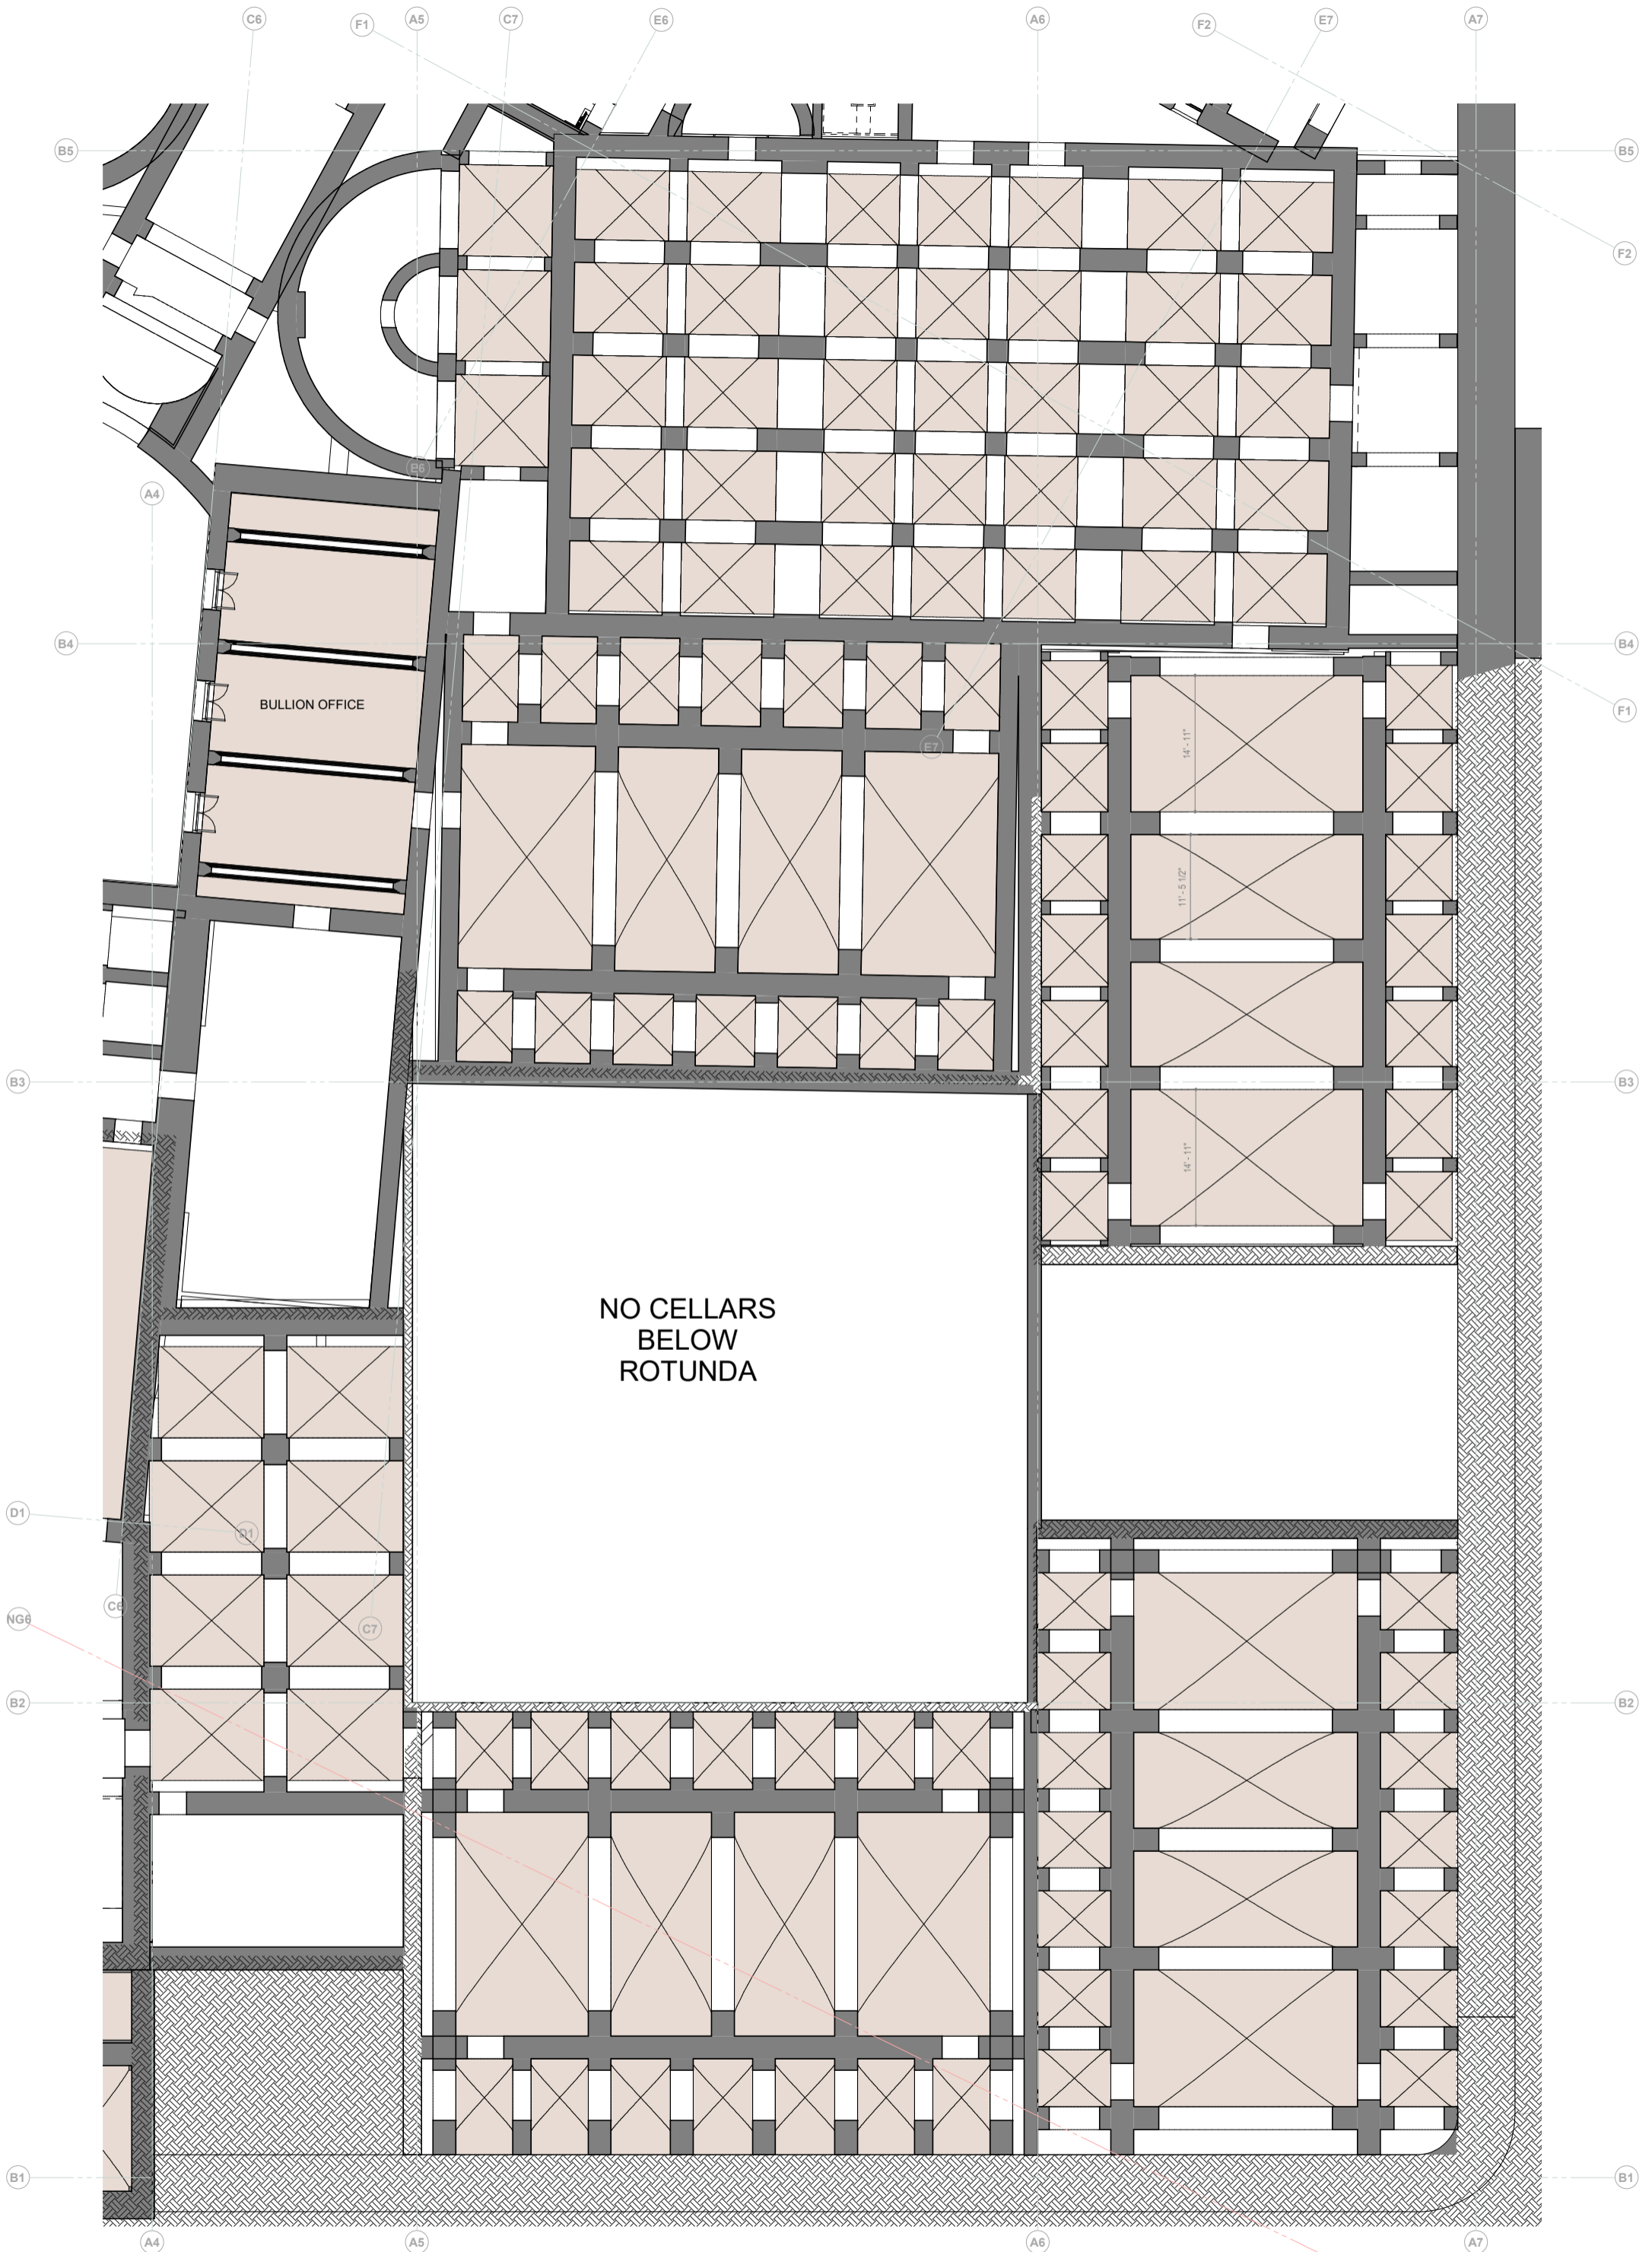 C6
F1
A5
C7
E6
A6
F2
E7
A7
B5
B5
F2
E6
A4
B4
B4
BULLION OFFICE
F1
E7
14' - 11"
11' - 5 1/2"
B3
B3
14' - 11"
NO CELLARS
BELOW
ROTUNDA
D1
D1
C6
NG6
C7
B2
B2
B1
B1
A4
A5
A6
A7